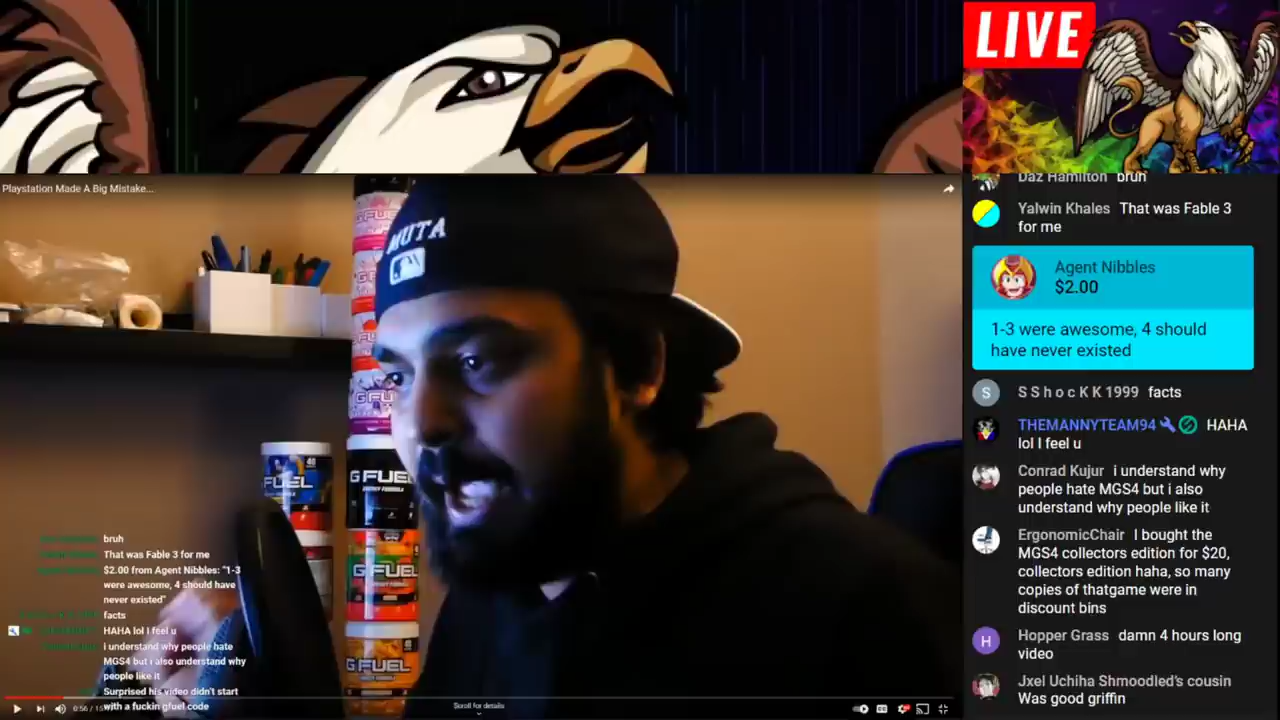 LIVE
Playstation Made A Big Mistake...
Daz Hamilton bruh
Yalwin Khales That was Fable 3
for me
Agent Nibbles
$2.00
1-3 were awesome, 4 should
have never existed
S S h o c K K 1999 facts
THEMANNYTEAM94 HAHA
lol I feel u
Conrad Kujur i understand why
people hate MGS4 but i also
understand why people like it
ErgonomicChair I bought the
MGS4 collectors edition for $20,
collectors edition haha, so many
copies of thatgame were in
discount bins
H
Hopper Grass damn 4 hours long
video
Jxel Uchiha Shmoodled's cousin
Was good griffin
MUTA
G FUEL
ENERGY FORMULA
G FUEL
G FUEL
bruh
That was Fable 3 for me
$2.00 from Agent Nibbles: "1-3
were awesome, 4 should have
never existed"
facts
HAHA lol I feel u
i understand why people hate
MGS4 but i also understand why
people like it
Surprised his video didn't start
with a fuckin gfuel code
0:56
Scroll for details